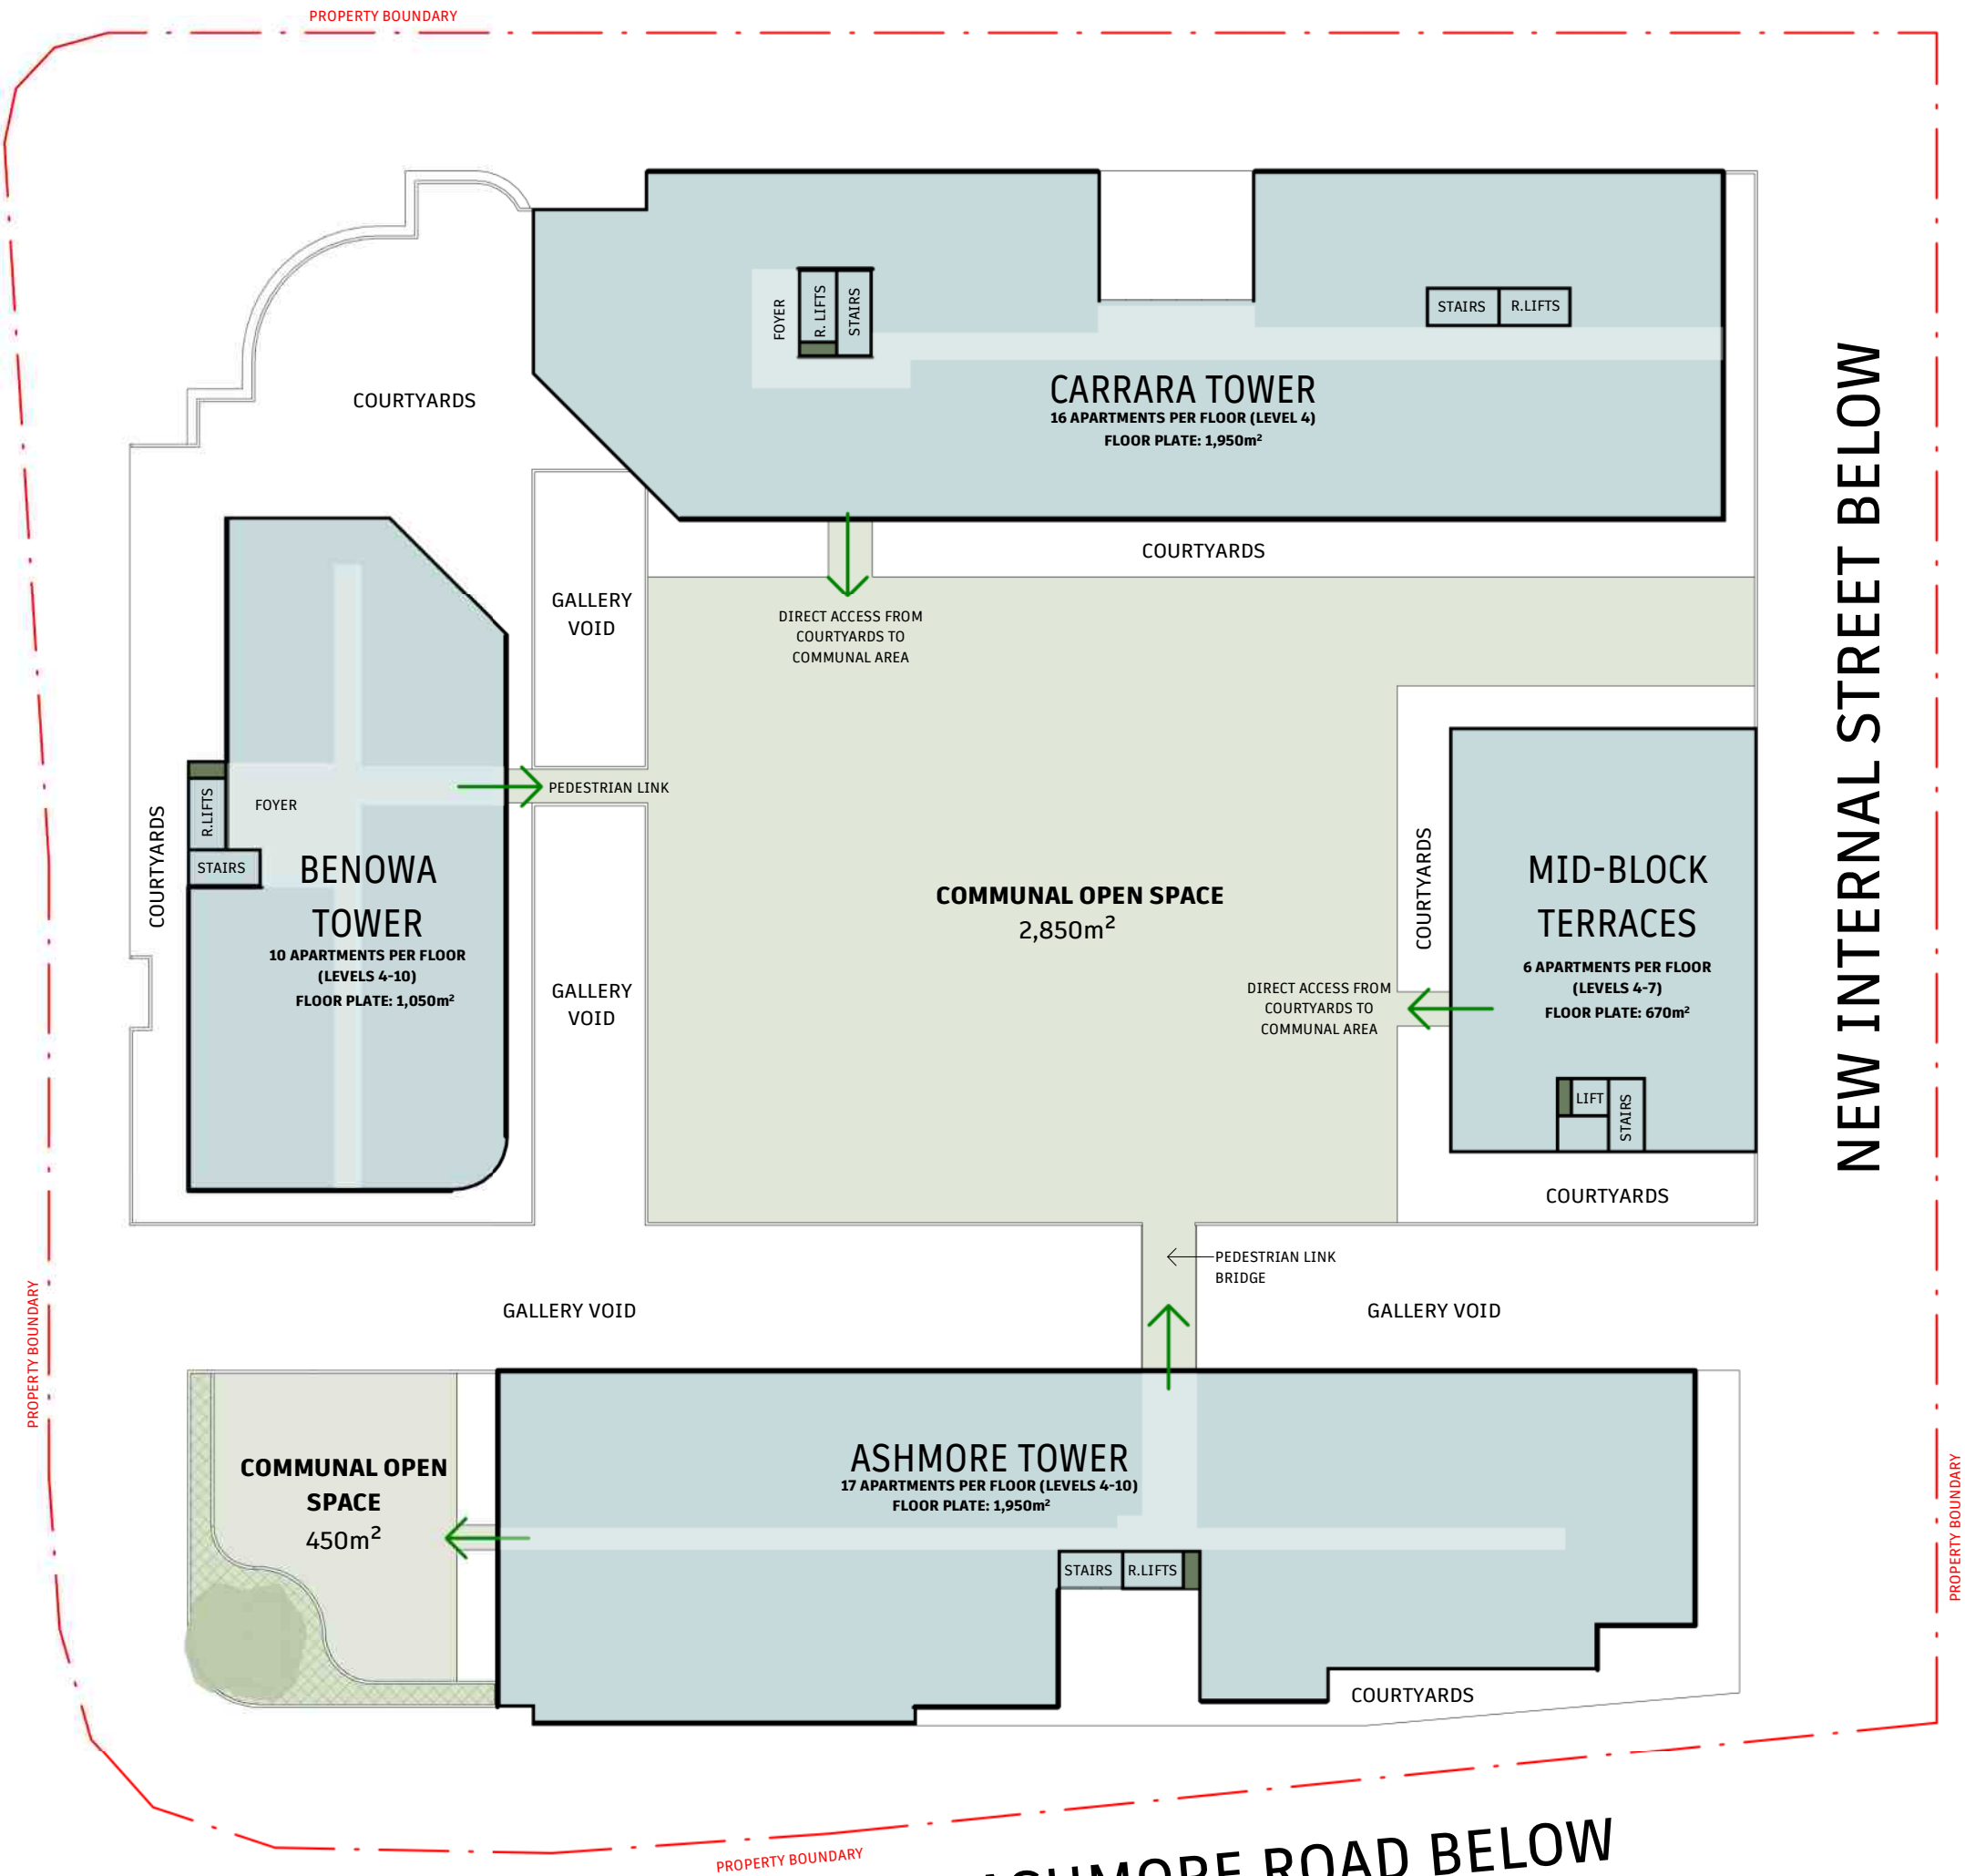 PROPERTY BOUNDARY
FOYER
R. LIFTS
STAIRS
STAIRS
R.LIFTS
CARRARA TOWER
16 APARTMENTS PER FLOOR (LEVEL 4)
FLOOR PLATE: 1,950m²
COURTYARDS
COURTYARDS
GALLERY
VOID
DIRECT ACCESS FROM
COURTYARDS TO
COMMUNAL AREA
NEW INTERNAL STREET BELOW
PEDESTRIAN LINK
R.LIFTS
FOYER
STAIRS
COURTYARDS
BENOWA
TOWER
10 APARTMENTS PER FLOOR
(LEVELS 4-10)
FLOOR PLATE: 1,050m²
GALLERY
VOID
COMMUNAL OPEN SPACE
2,850m²
COURTYARDS
DIRECT ACCESS FROM
COURTYARDS TO
COMMUNAL AREA
MID-BLOCK
TERRACES
6 APARTMENTS PER FLOOR
(LEVELS 4-7)
FLOOR PLATE: 670m²
LIFT
STAIRS
COURTYARDS
PEDESTRIAN LINK
BRIDGE
GALLERY VOID
GALLERY VOID
PROPERTY BOUNDARY
COMMUNAL OPEN
SPACE
450m²
ASHMORE TOWER
17 APARTMENTS PER FLOOR (LEVELS 4-10)
FLOOR PLATE: 1,950m²
STAIRS
R.LIFTS
COURTYARDS
PROPERTY BOUNDARY
PROPERTY BOUNDARY
ASHMORE ROAD BELOW